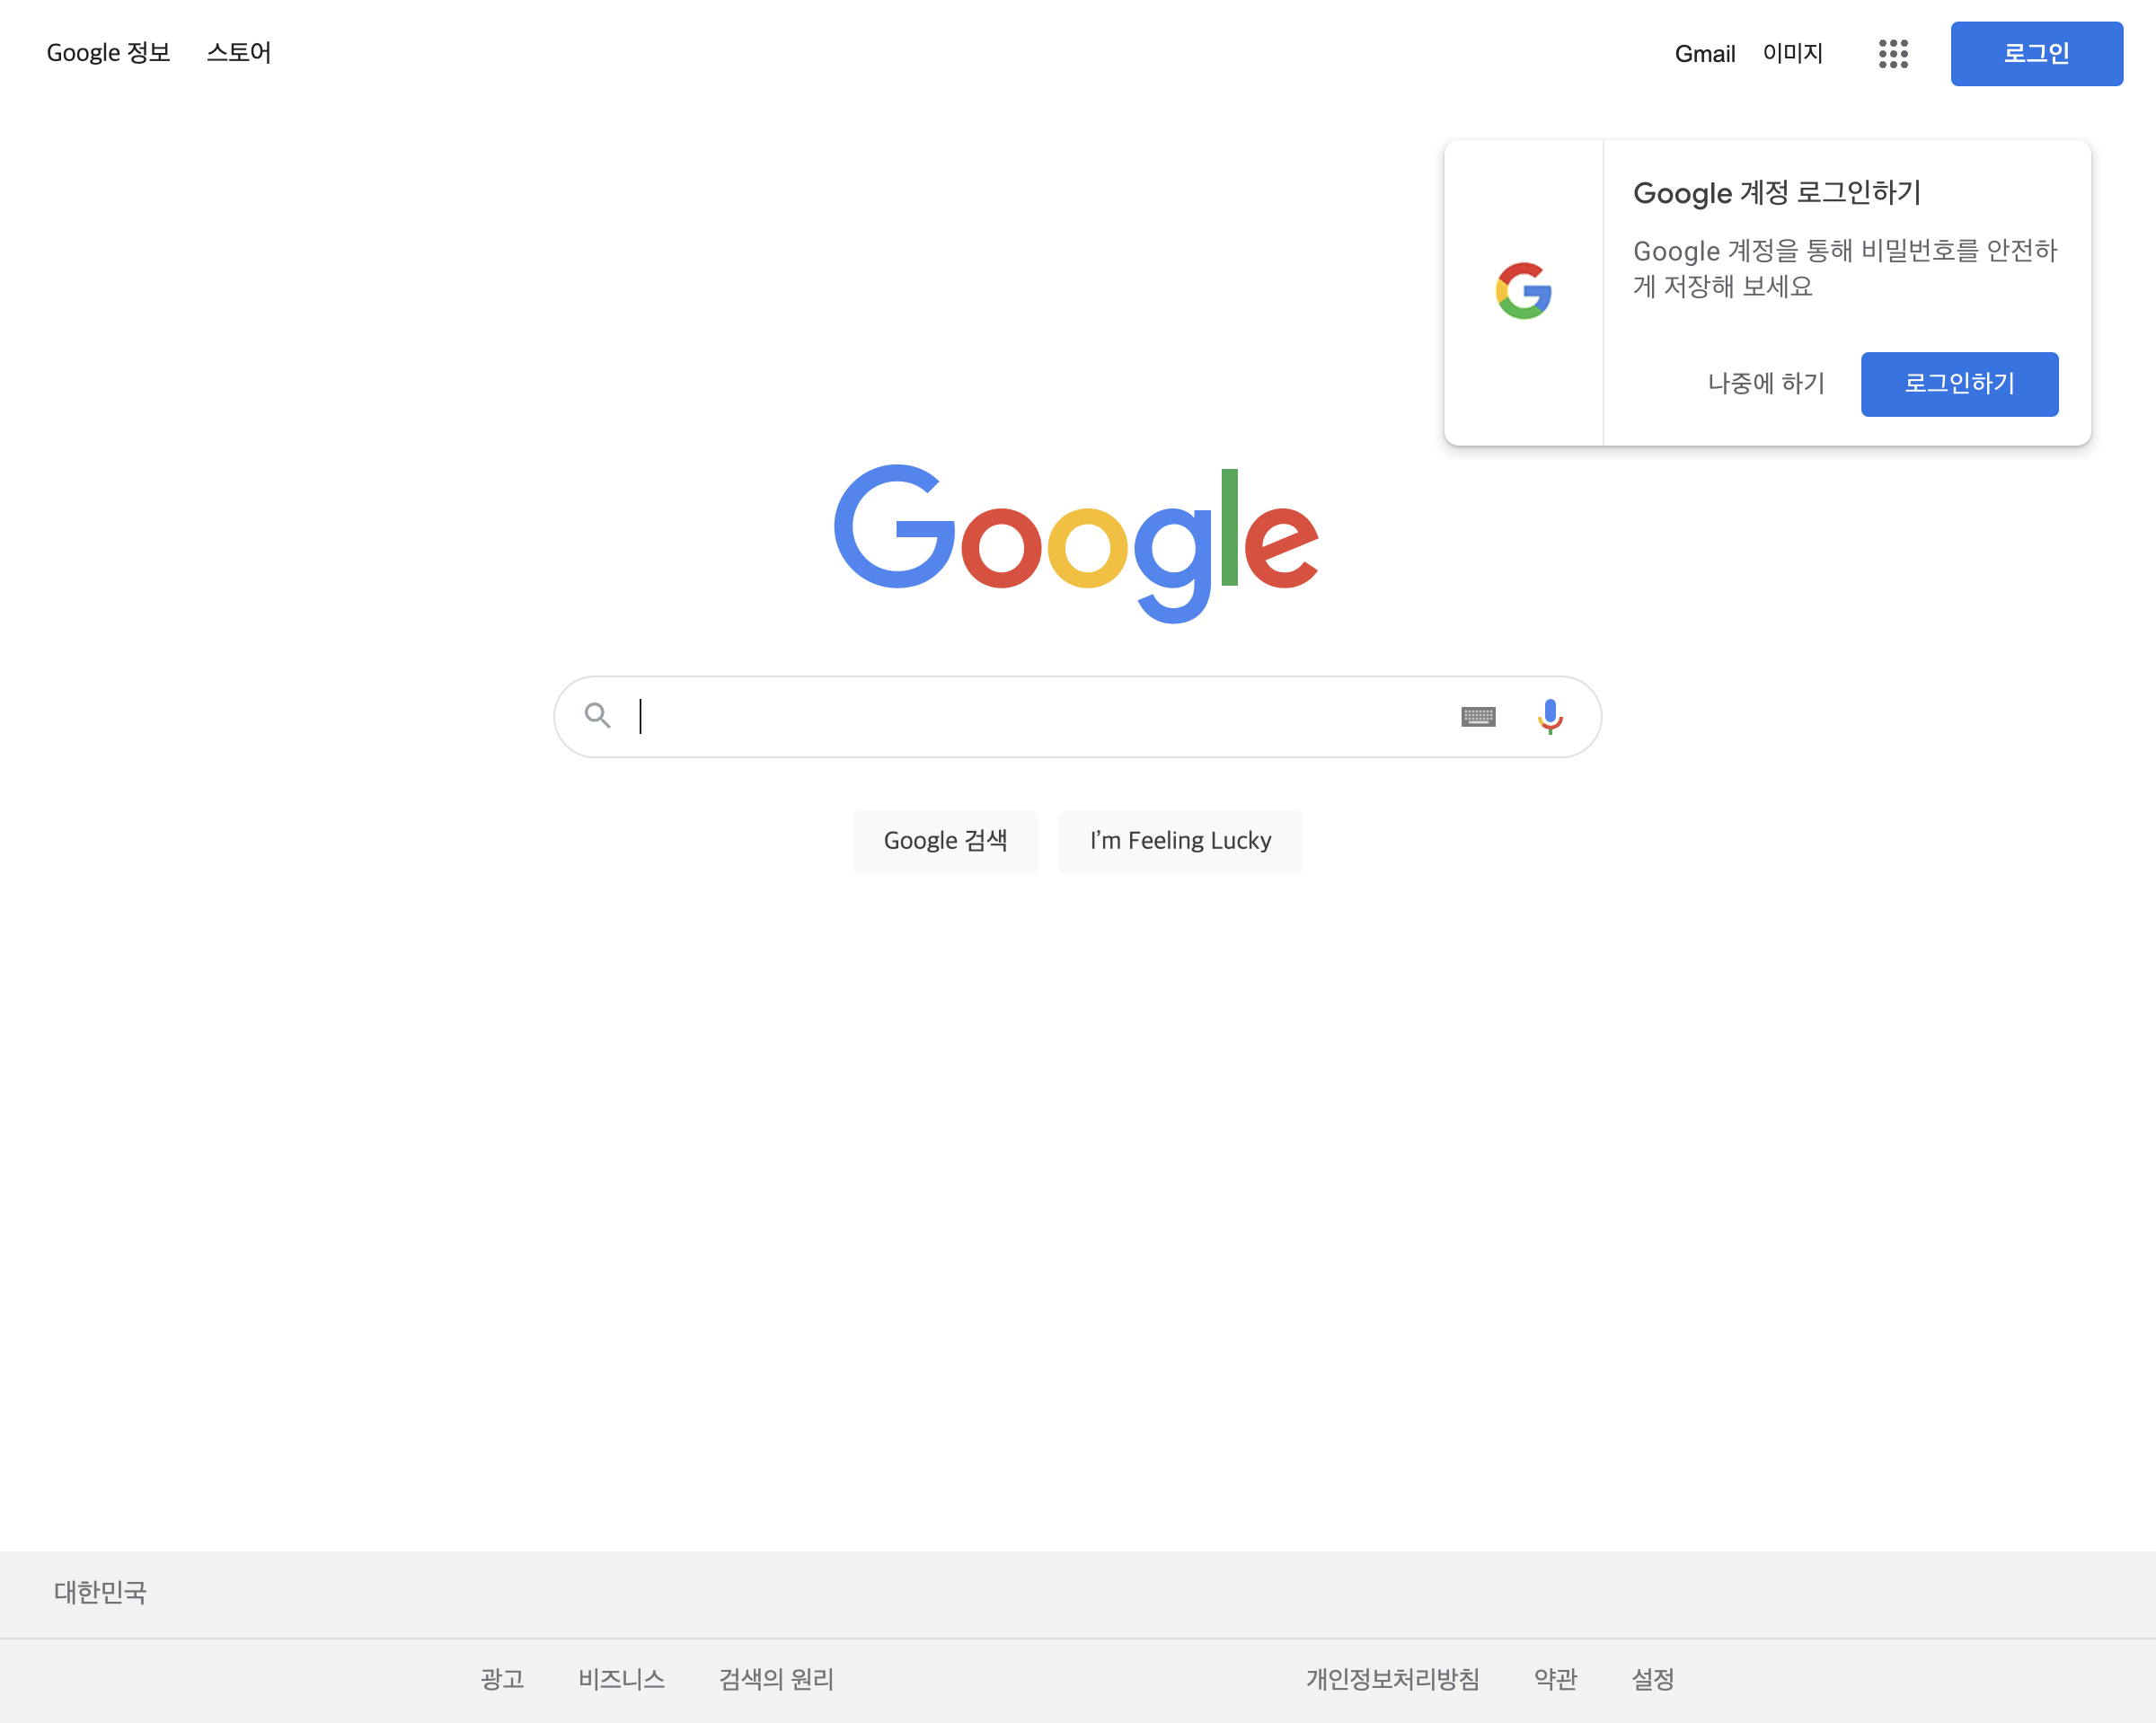 Google 정보 스토어
Gmail 이미지 로그인
Google 계정 로그인하기
Google 계정을 통해 비밀번호를 안전하
게 저장해 보세요
나중에 하기 로그인하기
G
Google
Google 검색 I'm Feeling Lucky
대한민국
광고 비즈니스 검색의 원리 개인정보처리방침 약관 설정